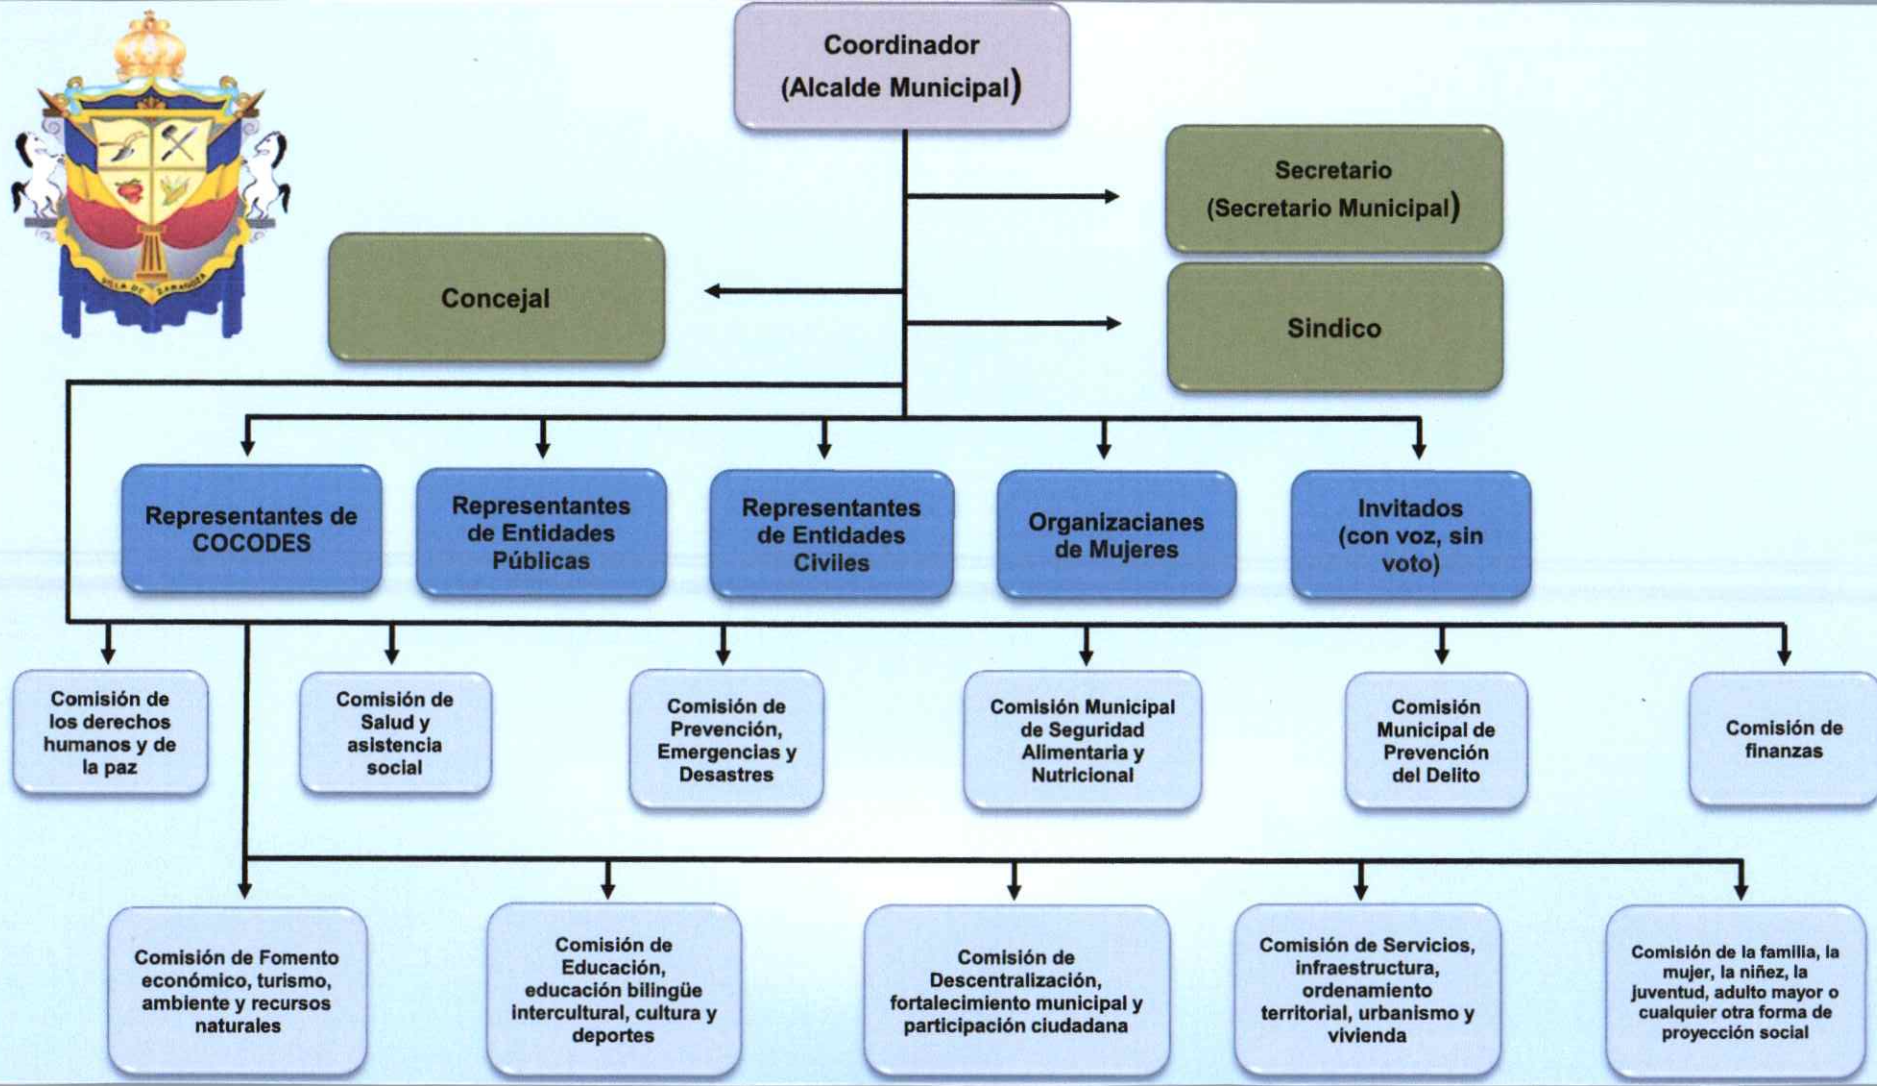 Coordinador
(Alcalde Municipal)
Secretario
(Secretario Municipal)
Concejal
Sindico
VILLA DE ZARAGOZA
Representantes de
COCODES
Representantes
de Entidades
Públicas
Representantes
de Entidades
Civiles
Organizacianes
de Mujeres
Invitados
(con voz, sin
voto)
Comisión de
los derechos
humanos y de
la paz
Comisión de
Salud y
asistencia
social
Comisión de
Prevención,
Emergencias y
Desastres
Comisión Municipal
de Seguridad
Alimentaria y
Nutricional
Comisión
Municipal de
Prevención
del Delito
Comisión de
finanzas
Comisión de Fomento
económico, turismo,
ambiente y recursos
naturales
Comisión de
Educación,
educación bilingüe
intercultural, cultura y
deportes
Comisión de
Descentralización,
fortalecimiento municipal y
participación ciudadana
Comisión de Servicios,
infraestructura,
ordenamiento
territorial, urbanismo y
vivienda
Comisión de la familia, la
mujer, la niñez, la
juventud, adulto mayor o
cualquier otra forma de
proyección social